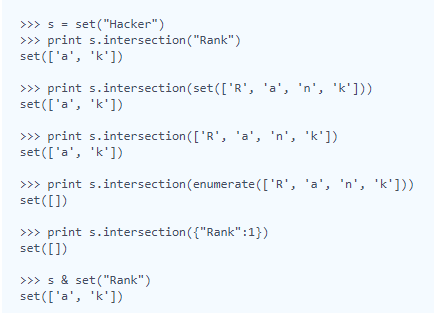 >>> s = set("Hacker")
>>> print s.intersection("Rank")
set(['a', 'k'])
>>> print s.intersection(set(['R', 'a', 'n', 'k']))
set(['a', 'k'])
>>> print s.intersection(['R', 'a', 'n', 'k'])
set(['a', 'k'])
>>> print s.intersection(enumerate(['R', 'a', 'n', 'k']))
set([])
>>> print s.intersection({"Rank":1})
set([])
>>> s & set("Rank")
set(['a', 'k'])